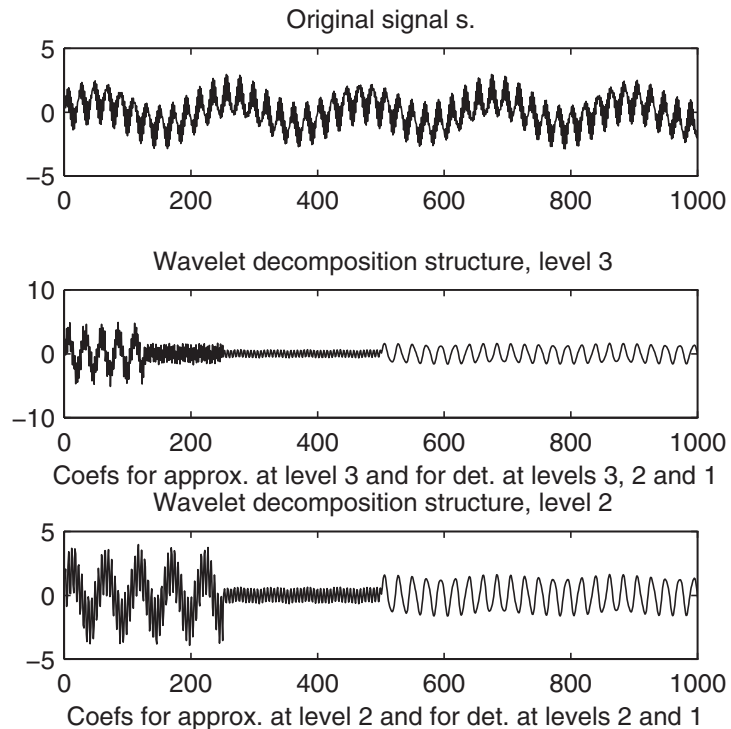 Original signal s.
5
0
−5
0 200 400 600 800 1000
Wavelet decomposition structure, level 3
10
0
−10
0 200 400 600 800 1000
Coefs for approx. at level 3 and for det. at levels 3, 2 and 1
Wavelet decomposition structure, level 2
5
0
−5
0 200 400 600 800 1000
Coefs for approx. at level 2 and for det. at levels 2 and 1